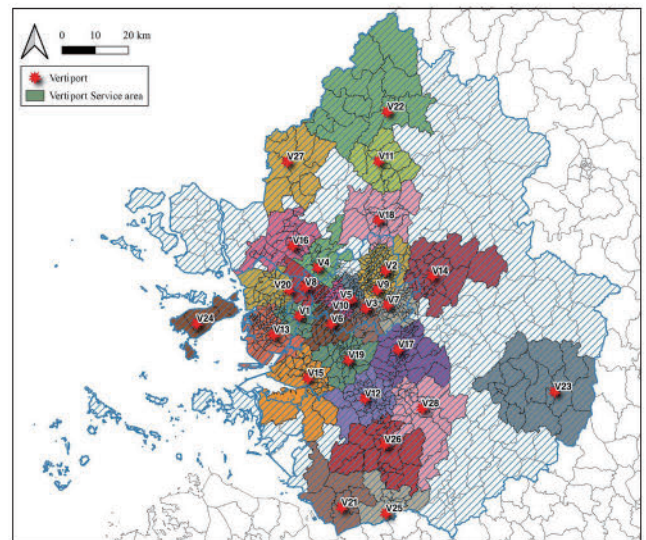 0 10 20 km
Vertiport
Vertiport Service area
V22
V27
V11
V18
V16
V4
V2
V14
V20
V8
V5
V9
V7
V10
V3
V24
V1
V6
V13
V19
V17
V15
V12
V28
V23
V26
V21
V25